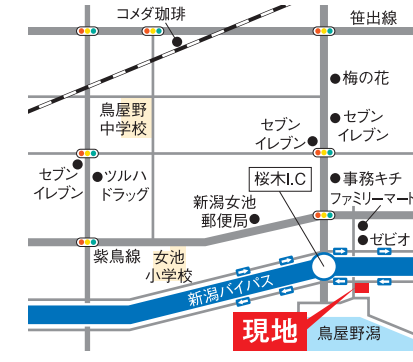 コメダ珈琲
笹出線
梅の花
鳥屋野
中学校
セブン
イレブン
セブン
イレブン
セブン
イレブン
ツルハ
ドラッグ
桜木I.C
事務キチ
ファミリーマート
新潟女池
郵便局
ゼビオ
紫鳥線
女池
小学校
新潟バイパス
現地
鳥屋野潟